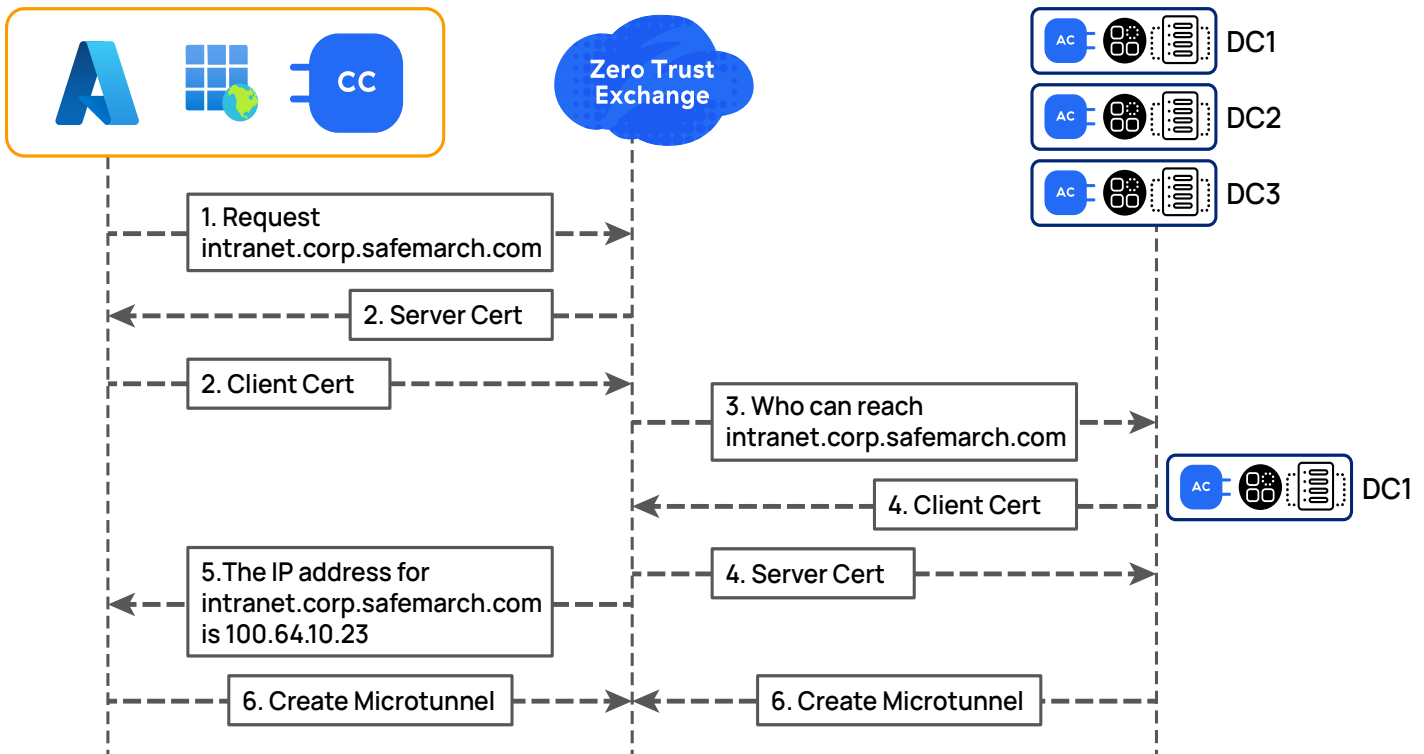 CC
Zero Trust
Exchange
AC
DC1
AC
DC2
AC
DC3
1. Request
intranet.corp.safemarch.com
2. Server Cert
2. Client Cert
3. Who can reach
intranet.corp.safemarch.com
AC
DC1
4. Client Cert
5.The IP address for
intranet.corp.safemarch.com
is 100.64.10.23
4. Server Cert
6. Create Microtunnel
6. Create Microtunnel